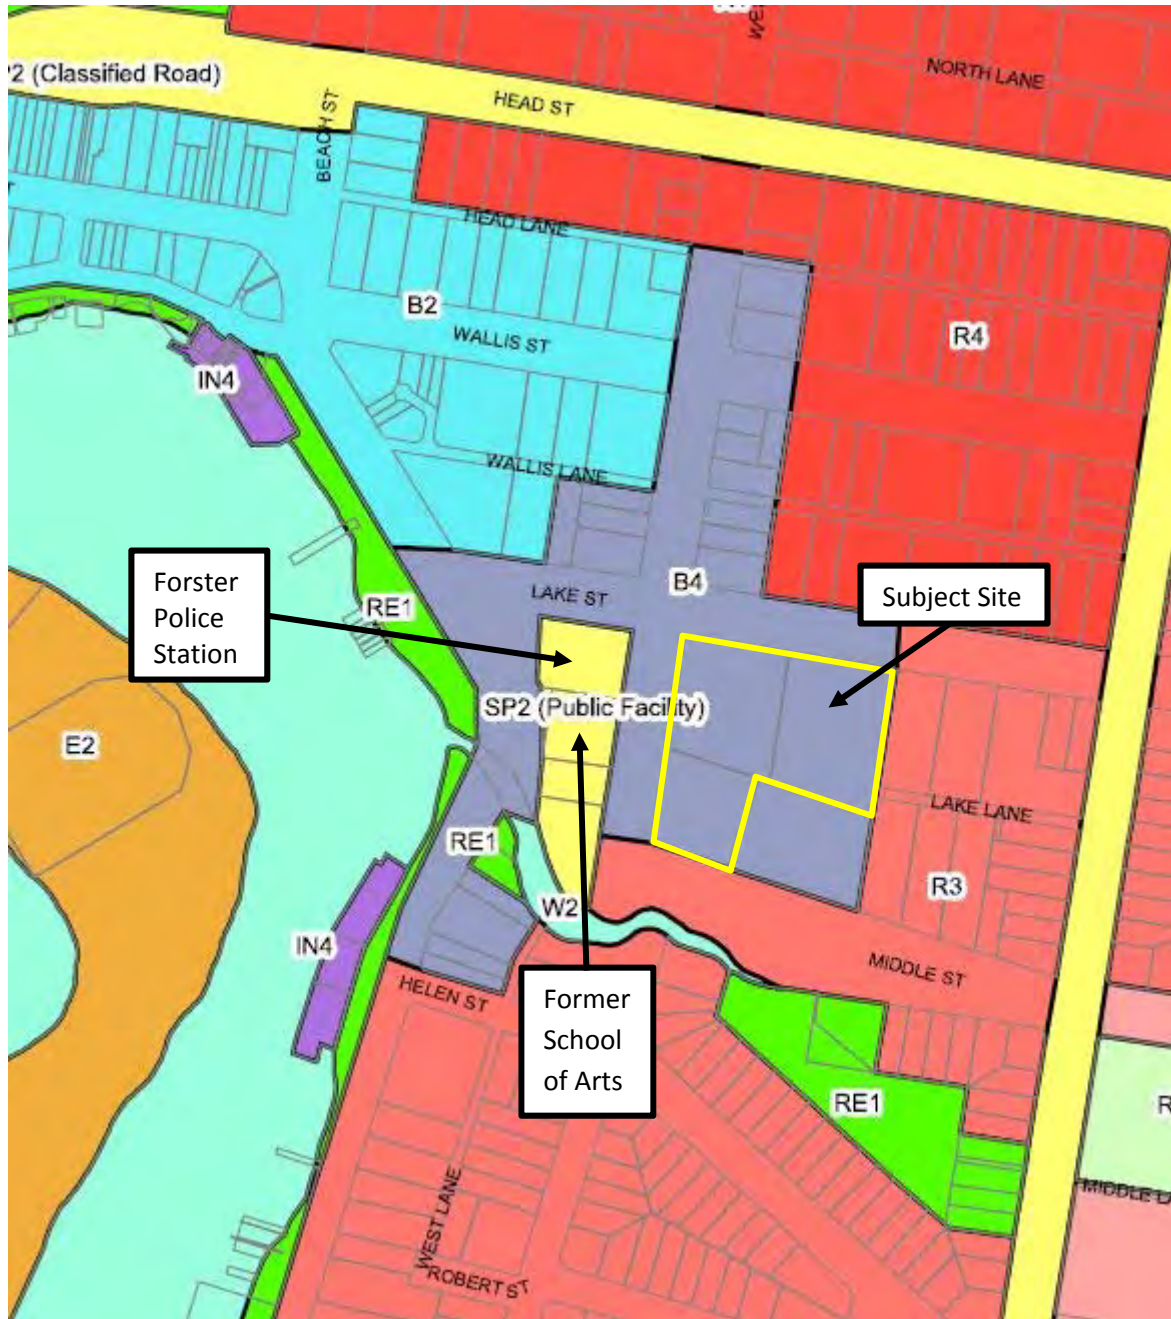 NORTH LANE
P2 (Classified Road)
HEAD ST
BEACH ST
HEAD LANE
B2
WALLIS ST
R4
IN4
WALLIS LANE
Forster
Police
Station
RE1
LAKE ST
B4
Subject Site
SP2 (Public Facility)
E2
LAKE LANE
RE1
R3
W2
IN4
MIDDLE ST
HELEN ST
Former
School
of Arts
RE1
R
MIDDLE L
WEST LANE
ROBERT ST